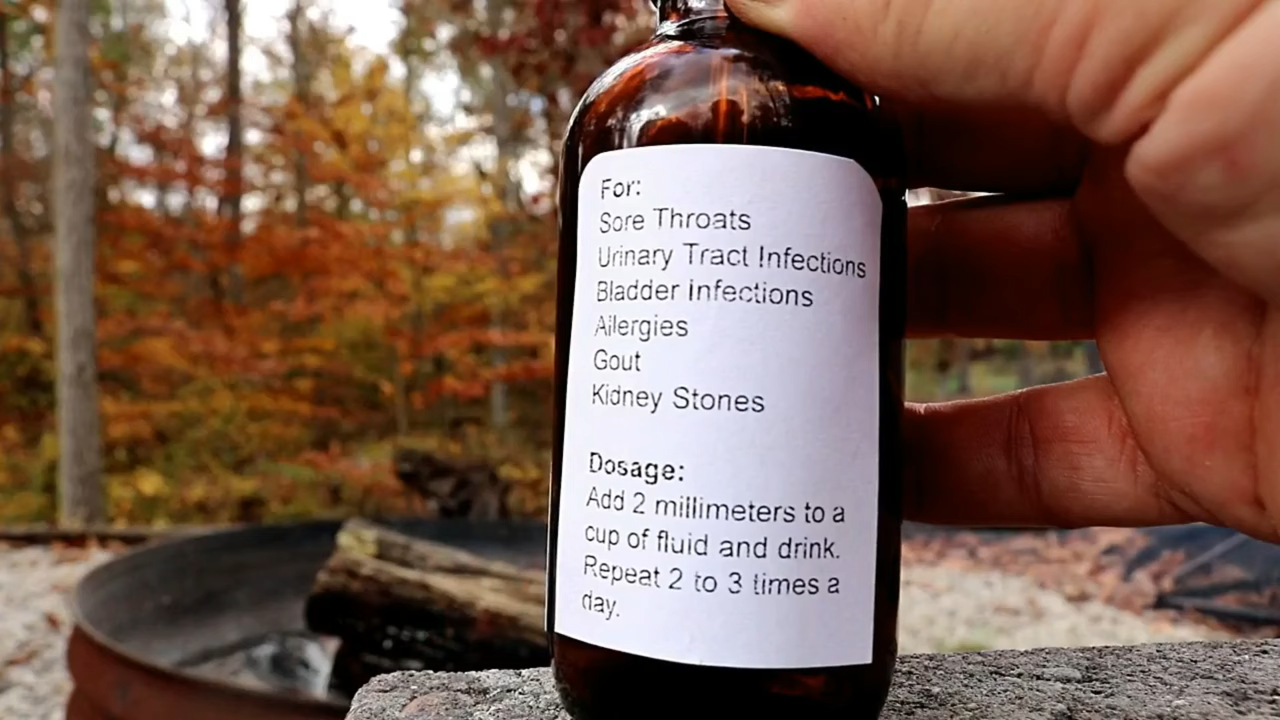 For:
Sore Throats
Urinary Tract Infections
Bladder Infections
Allergies
Gout
Kidney Stones
Dosage:
Add 2 millimeters to a
cup of fluid and drink.
Repeat 2 to 3 times a
day.